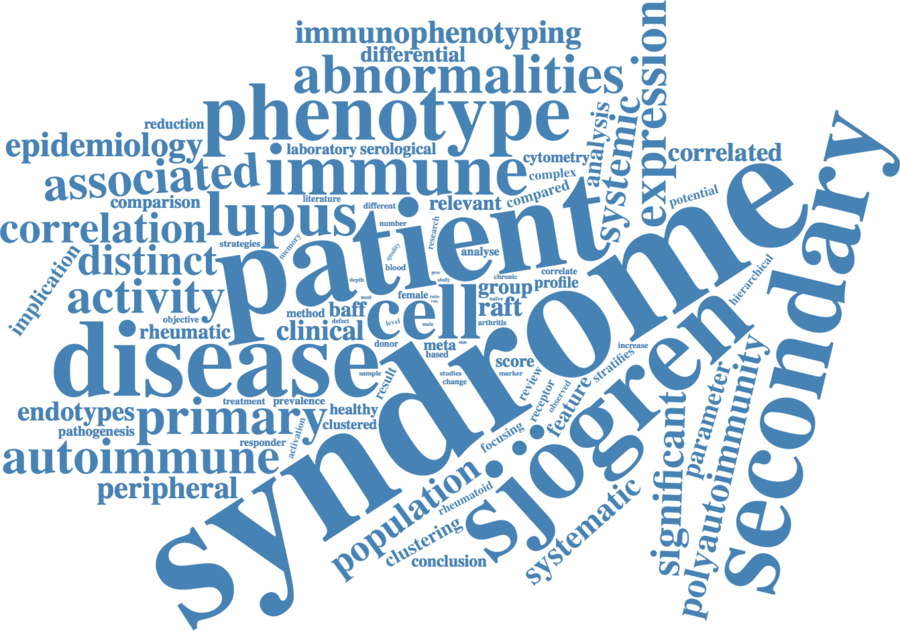 immunophenotyping
differential
abnormalities
expression
phenotype
reduction
epidemiology
laboratory
serological
analysis
systemic
cytometry
correlated
associated
immune
complex
compared
potential
comparison
literature
different
relevant
lupus
correlation
number
research
patient
strategies
memory
quality
analyse
distinct
blood
implication
depth
study
chronic
correlate
activity
female
group
profile
hierarchical
syndrome
secondary
objective
method
baff
cell
naïve
raft
rheumatic
clinical
defect
level
male
arthritis
disease
donor
meta
based
increase
sample
result
studies
change
score
marker
review
receptor
observed
stratifies
sjögren
treatment
prevalence
endotypes
primary
healthy
clustered
feature
parameter
polyautoimmunity
pathogenesis
responder
activation
focusing
significant
autoimmune
population
rheumatoid
peripheral
clustering
systematic
conclusion